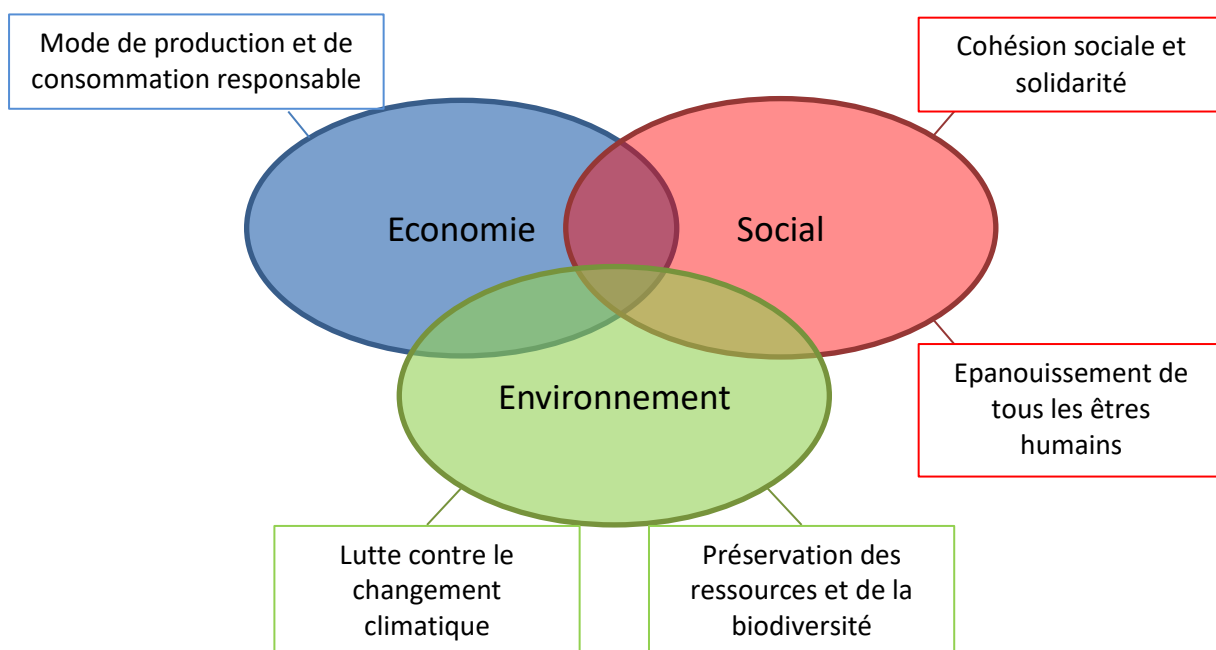 Mode de production et de
consommation responsable
Cohésion sociale et
solidarité
Economie
Social
Environnement
Epanouissement de
tous les êtres
humains
Lutte contre le
changement
climatique
Préservation des
ressources et de la
biodiversité